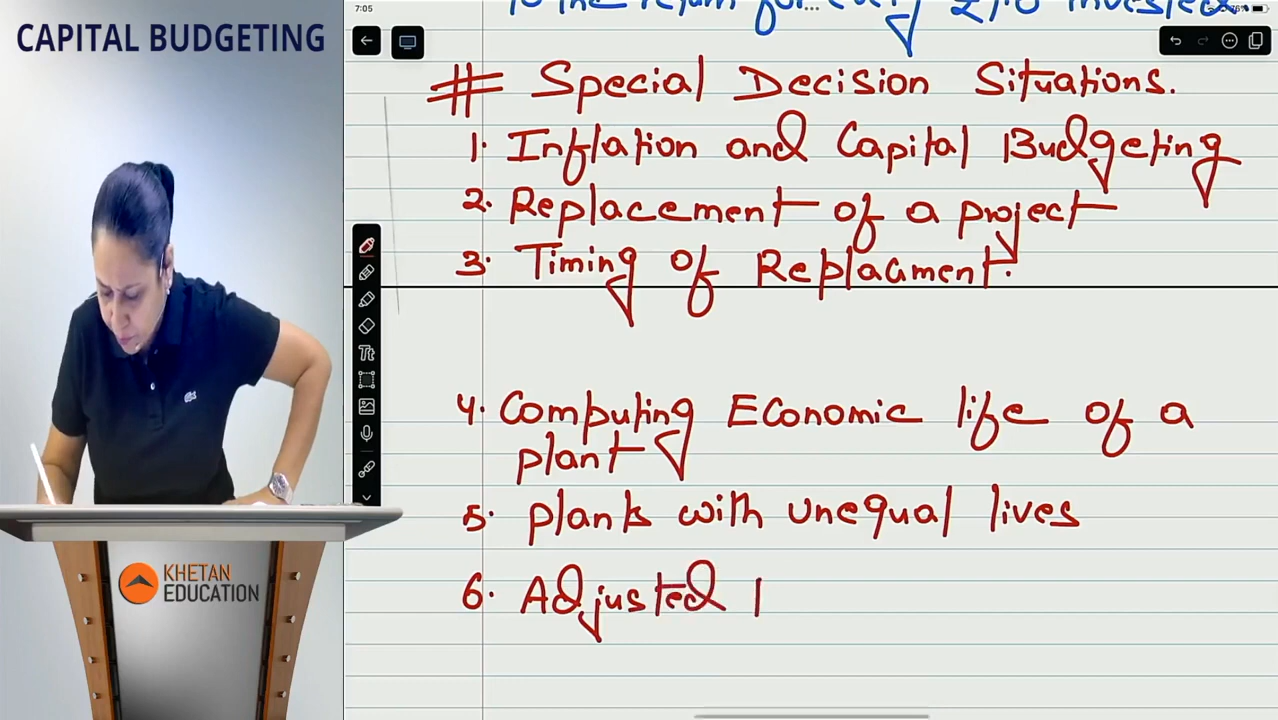 CAPITAL BUDGETING
7:05
# Special Decision Situations.
1. Inflation and Capital Budgeting
2. Replacement of a project
3. Timing of Replacment.
4. Computing Economic life of a
plant
5. plants with unequal lives
6. Adjusted
Tt
KHETAN
EDUCATION